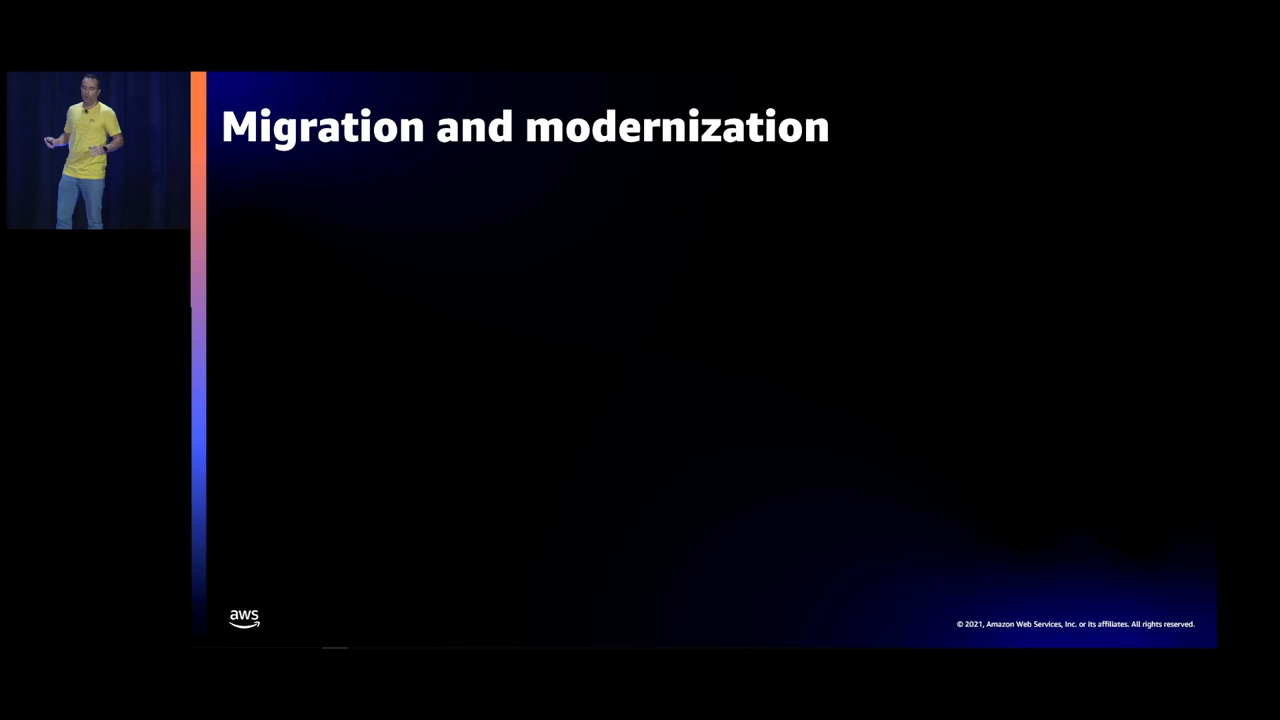 Migration and modernization
aws
© 2021, Amazon Web Services, Inc. or its affiliates. All rights reserved.